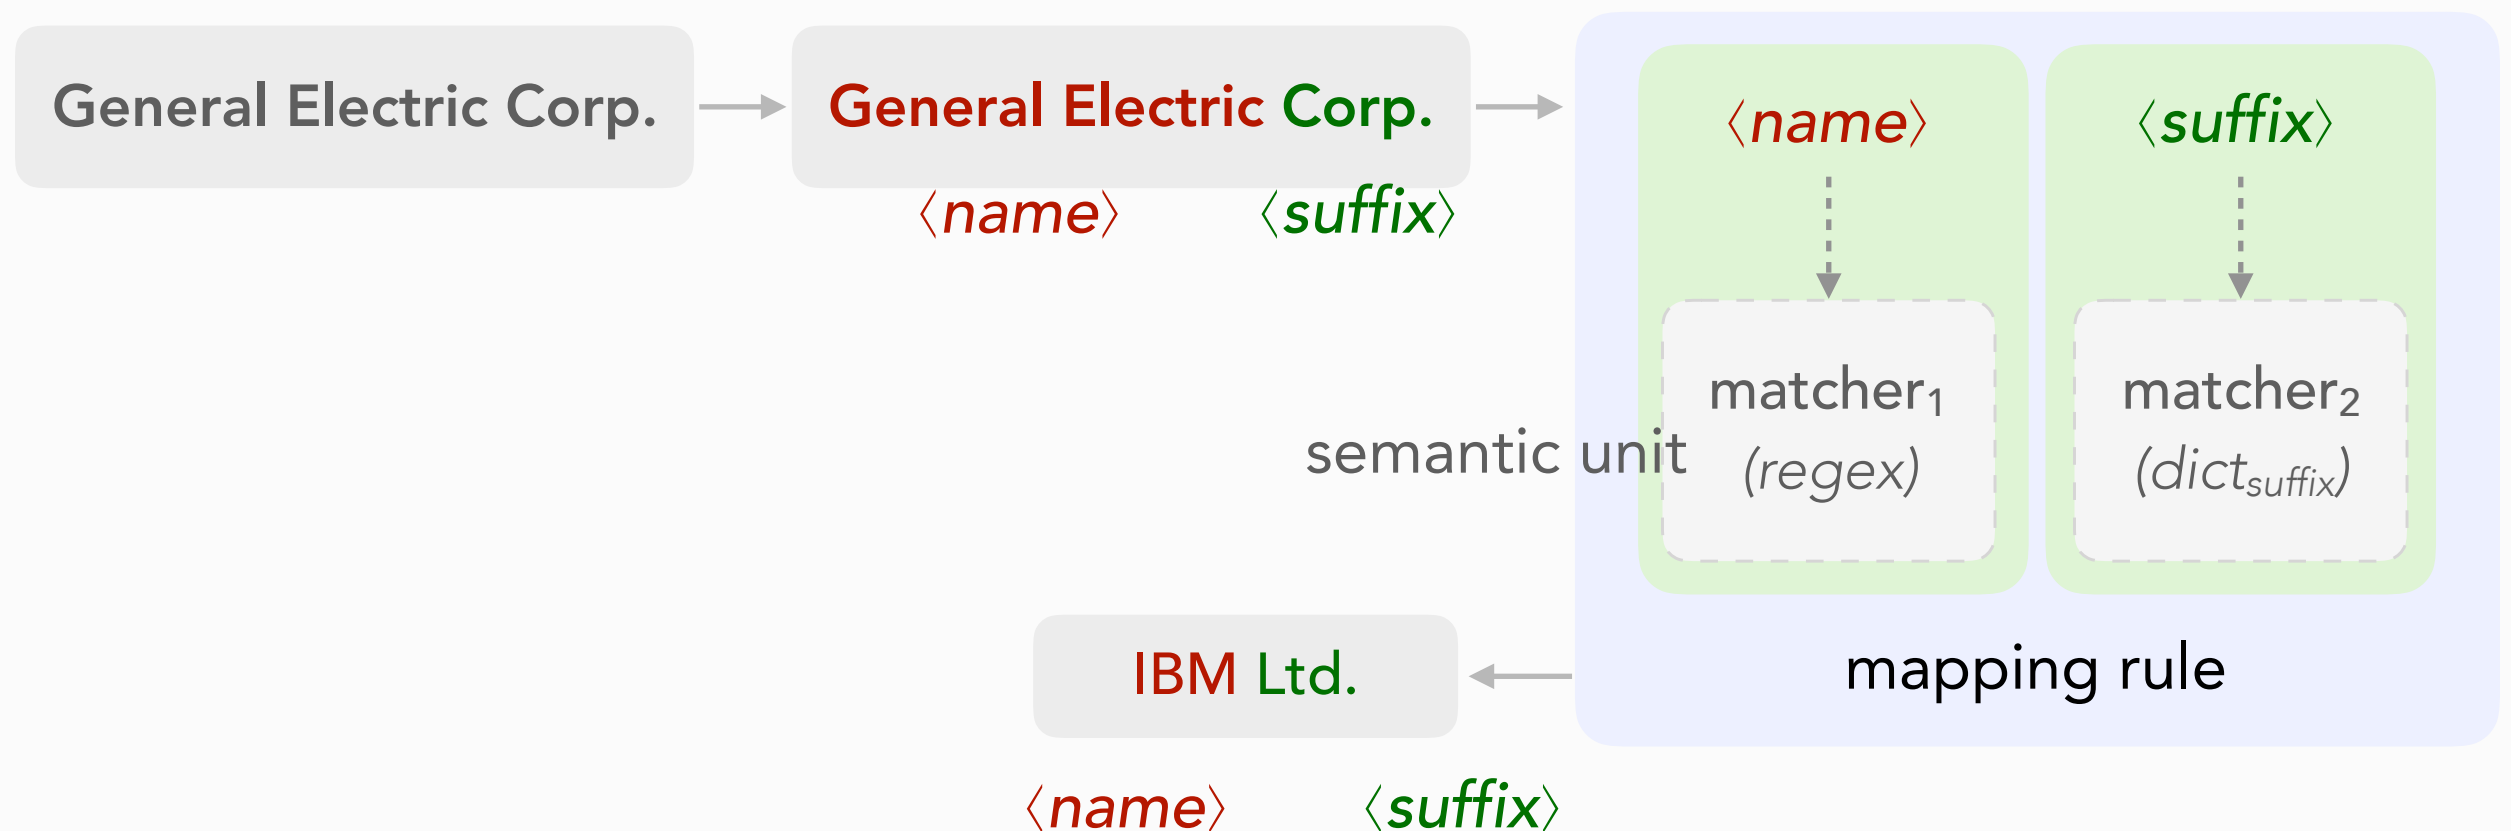 General Electric Corp.
General Electric Corp.
⟨name⟩ ⟨suffix⟩
⟨name⟩
⟨suffix⟩
matcher₁
(regex)
matcher₂
(dict_suffix)
semantic unit
mapping rule
IBM Ltd.
⟨name⟩ ⟨suffix⟩